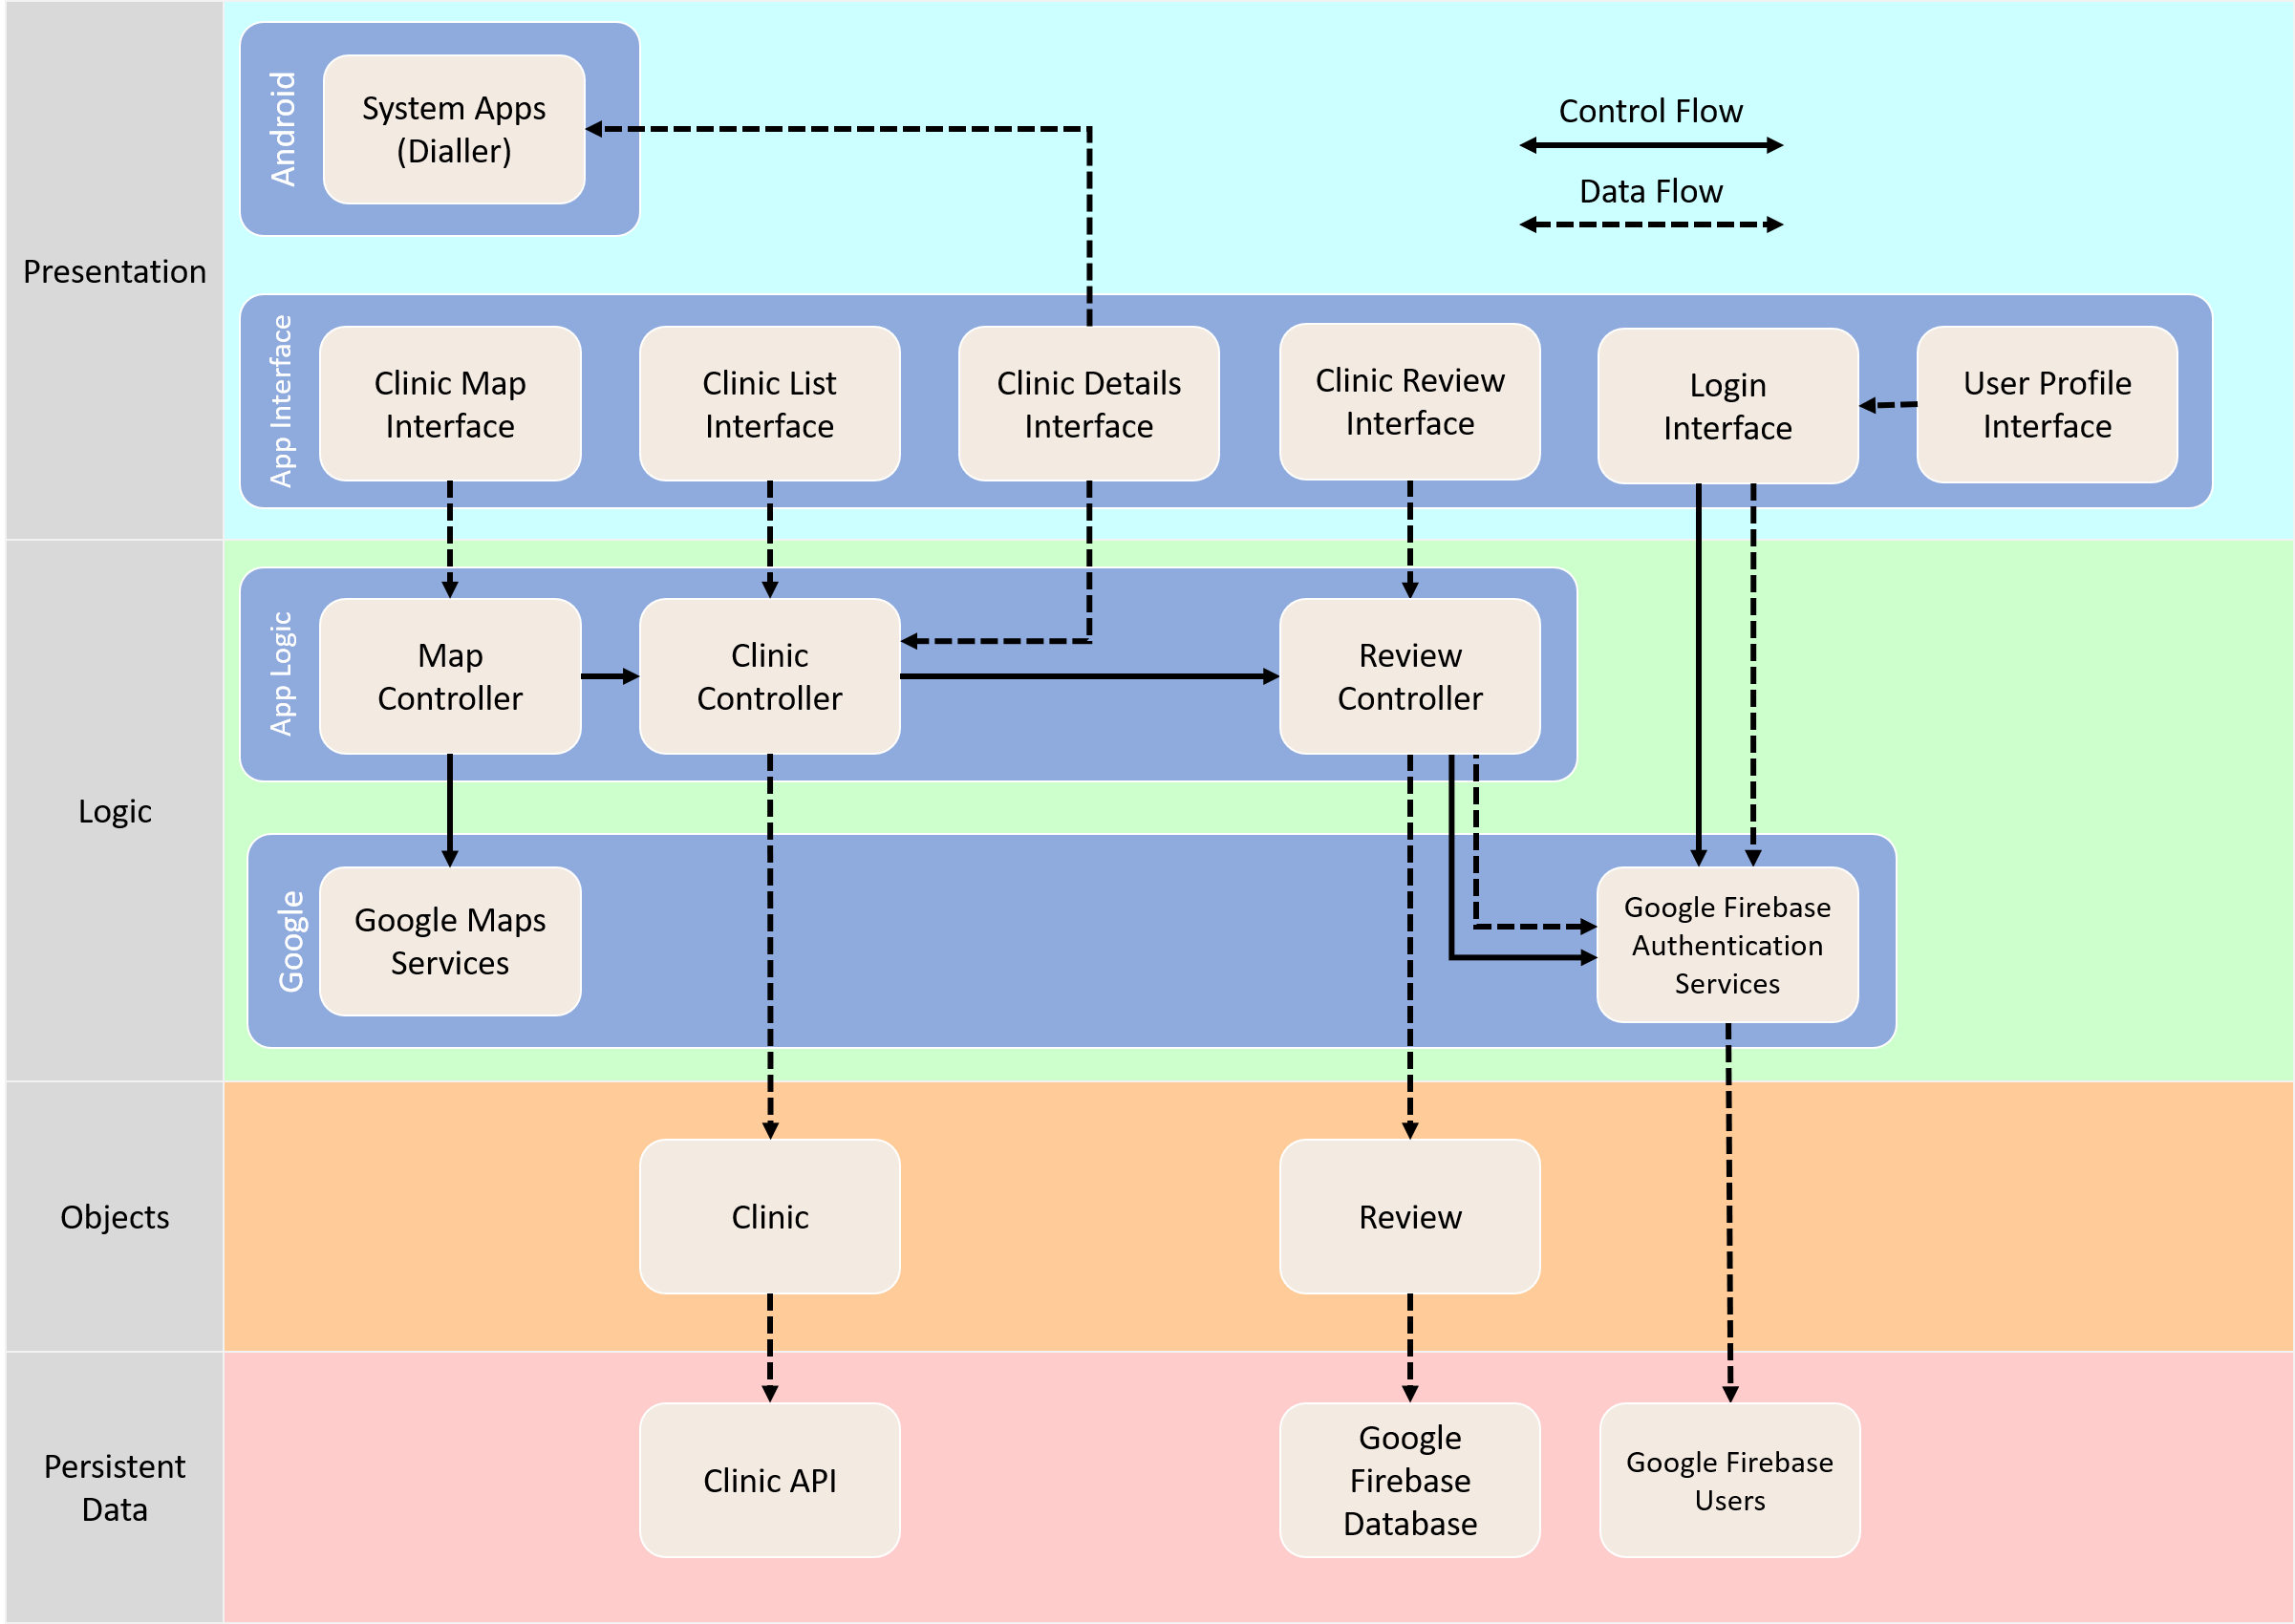 Presentation
Android
System Apps
(Dialler)
Control Flow
Data Flow
App Interface
Clinic Map
Interface
Clinic List
Interface
Clinic Details
Interface
Clinic Review
Interface
Login
Interface
User Profile
Interface
Logic
App Logic
Map
Controller
Clinic
Controller
Review
Controller
Google
Google Maps
Services
Google Firebase
Authentication
Services
Objects
Clinic
Review
Persistent
Data
Clinic API
Google
Firebase
Database
Google Firebase
Users